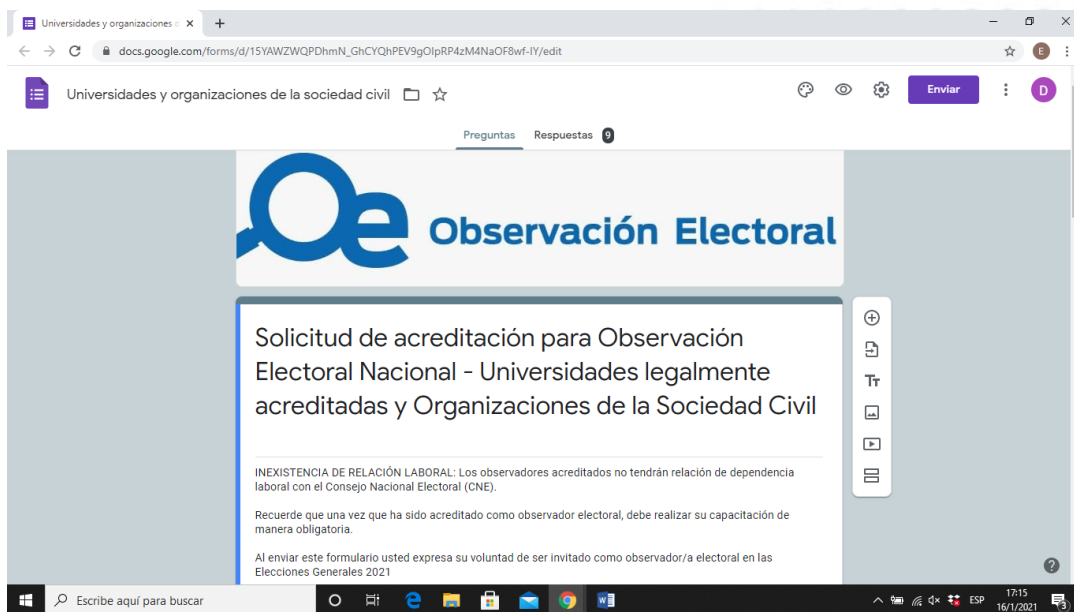 Universidades y organizaciones d
docs.google.com/forms/d/15YAWZWQPDhmN_GhCYQhPEV9gOIpRP4zM4NaOF8wf-IY/edit
E
Universidades y organizaciones de la sociedad civil
Enviar
D
Preguntas Respuestas 9
Oe Observación Electoral
Solicitud de acreditación para Observación
Electoral Nacional - Universidades legalmente
acreditadas y Organizaciones de la Sociedad Civil
INEXISTENCIA DE RELACIÓN LABORAL: Los observadores acreditados no tendrán relación de dependencia
laboral con el Consejo Nacional Electoral (CNE).
Recuerde que una vez que ha sido acreditado como observador electoral, debe realizar su capacitación de
manera obligatoria.
Al enviar este formulario usted expresa su voluntad de ser invitado como observador/a electoral en las
Elecciones Generales 2021
Escribe aquí para buscar
ESP
17:15
16/1/2021
3